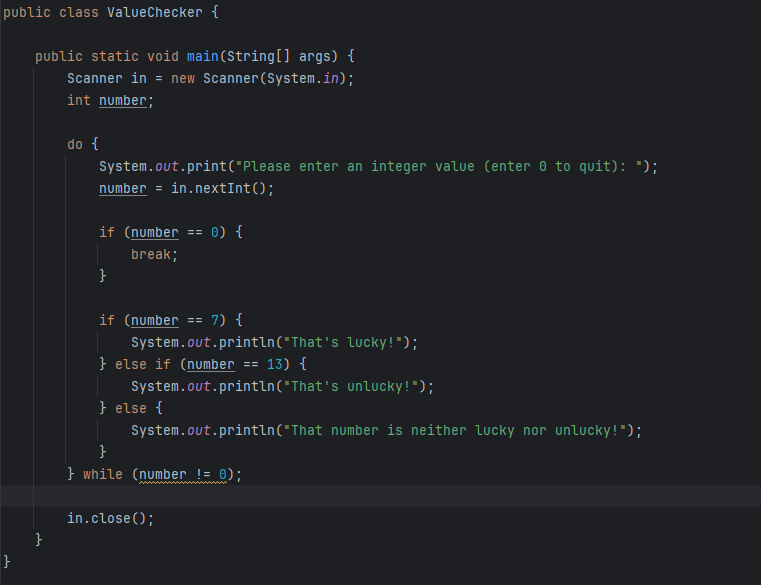 public class ValueChecker {
    public static void main(String[] args) {
        Scanner in = new Scanner(System.in);
        int number;
        do {
            System.out.print("Please enter an integer value (enter 0 to quit): ");
            number = in.nextInt();
            if (number == 0) {
                break;
            }
            if (number == 7) {
                System.out.println("That's lucky!");
            } else if (number == 13) {
                System.out.println("That's unlucky!");
            } else {
                System.out.println("That number is neither lucky nor unlucky!");
            }
        } while (number != 0);
        in.close();
    }
}